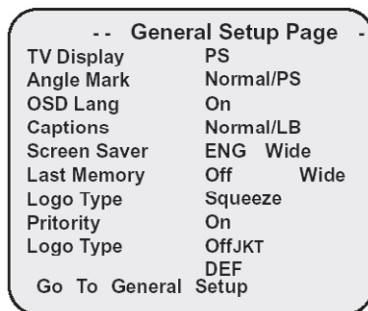 -- General Setup Page -
TV Display PS
Angle Mark Normal/PS
OSD Lang On
Captions Normal/LB
Screen Saver ENG Wide
Last Memory Off Wide
Logo Type Squeeze
Pritority On
Logo Type OffJKT
DEF
Go To General Setup